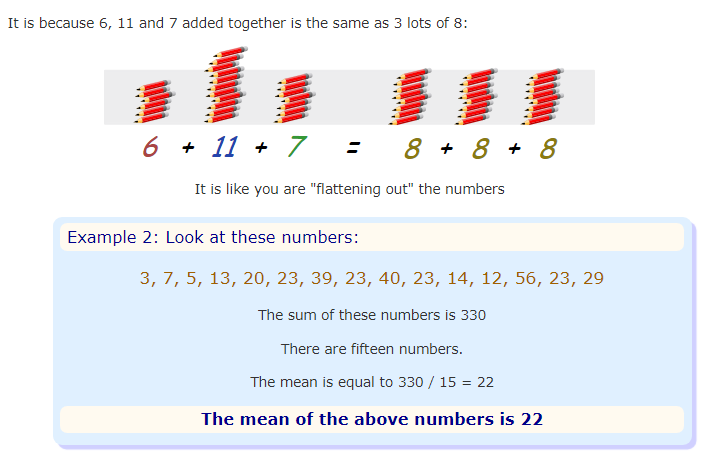 It is because 6, 11 and 7 added together is the same as 3 lots of 8:
6 + 11 + 7 = 8 + 8 + 8
It is like you are "flattening out" the numbers
Example 2: Look at these numbers:
3, 7, 5, 13, 20, 23, 39, 23, 40, 23, 14, 12, 56, 23, 29
The sum of these numbers is 330
There are fifteen numbers.
The mean is equal to 330 / 15 = 22
The mean of the above numbers is 22